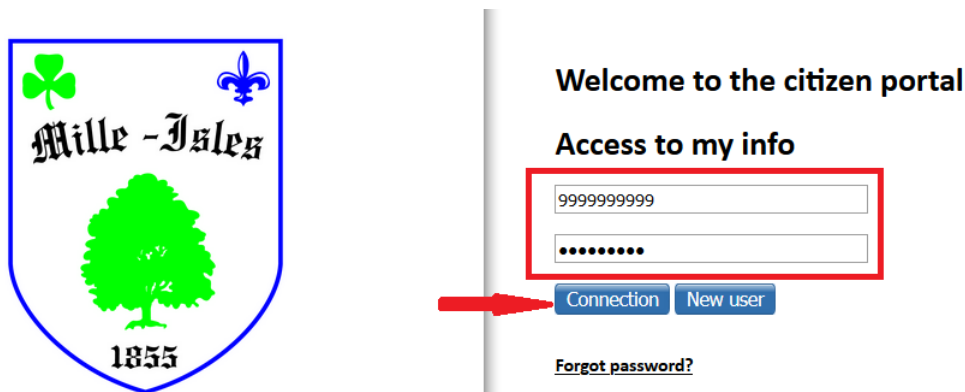 Mille-Isles
1855
Welcome to the citizen portal
Access to my info
9999999999
•••••••••
Connection
New user
Forgot password?